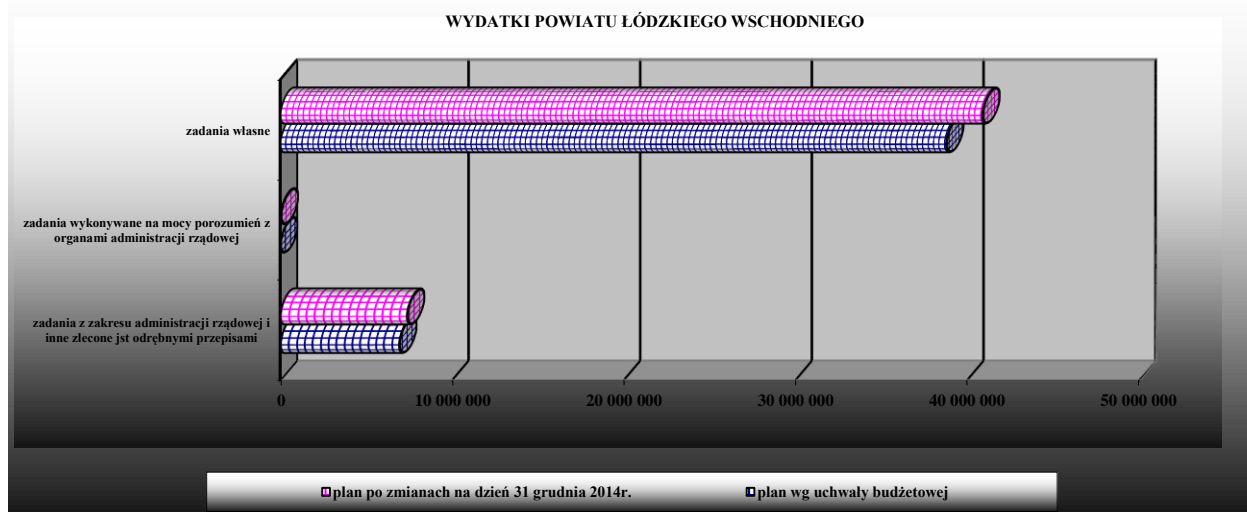 WYDATKI POWIATU ŁÓDZKIEGO WSCHODNIEGO
zadania własne
zadania wykonywane na mocy porozumień z
organami administracji rządowej
zadania z zakresu administracji rządowej i
inne zlecone jst odrębnymi przepisami
0 10 000 000 20 000 000 30 000 000 40 000 000 50 000 000
plan po zmianach na dzień 31 grudnia 2014r. plan wg uchwały budżetowej